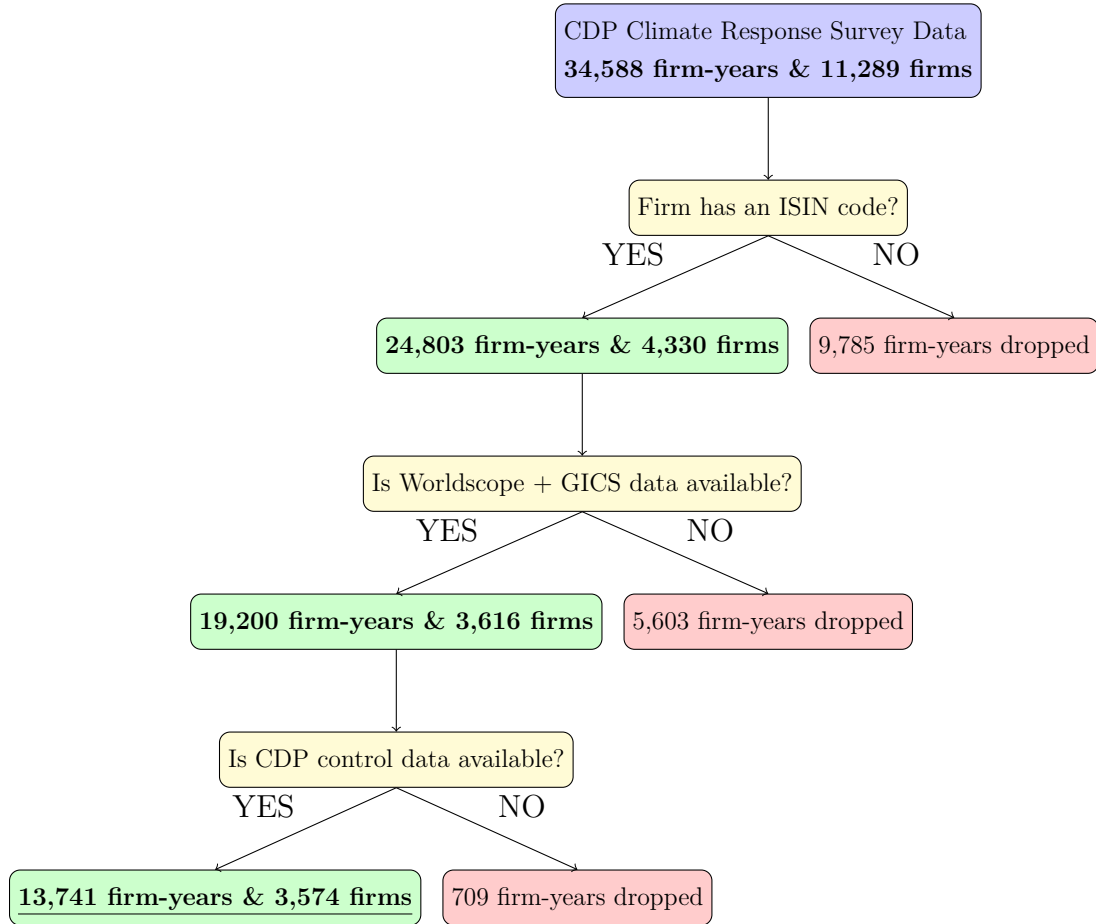 CDP Climate Response Survey Data
34,588 firm-years & 11,289 firms
Firm has an ISIN code?
YES
NO
24,803 firm-years & 4,330 firms
9,785 firm-years dropped
Is Worldscope + GICS data available?
YES
NO
19,200 firm-years & 3,616 firms
5,603 firm-years dropped
Is CDP control data available?
YES
NO
13,741 firm-years & 3,574 firms
709 firm-years dropped